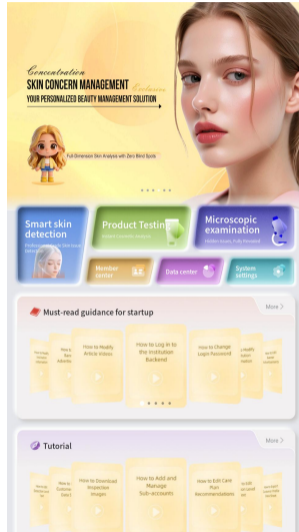 Concentration
SKIN CONCERN MANAGEMENT
Exclusive
YOUR PERSONALIZED BEAUTY MANAGEMENT SOLUTION
Full-Dimension Skin Analysis with Zero Blind Spots
Smart skin
detection
Product Testin
Microscopic
examination
Hidden Issues, Fully Revealed
Member
center
Data center
System
settings
Must-read guidance for startup
More
How to Modify
Article Videos
How to Log in to
the Institution
Backend
How to Change
Login Password
Tutorial
More
How to Download
Inspection
Images
How to Add and
Manage
Sub-accounts
How to Edit Care
Plan
Recommendations